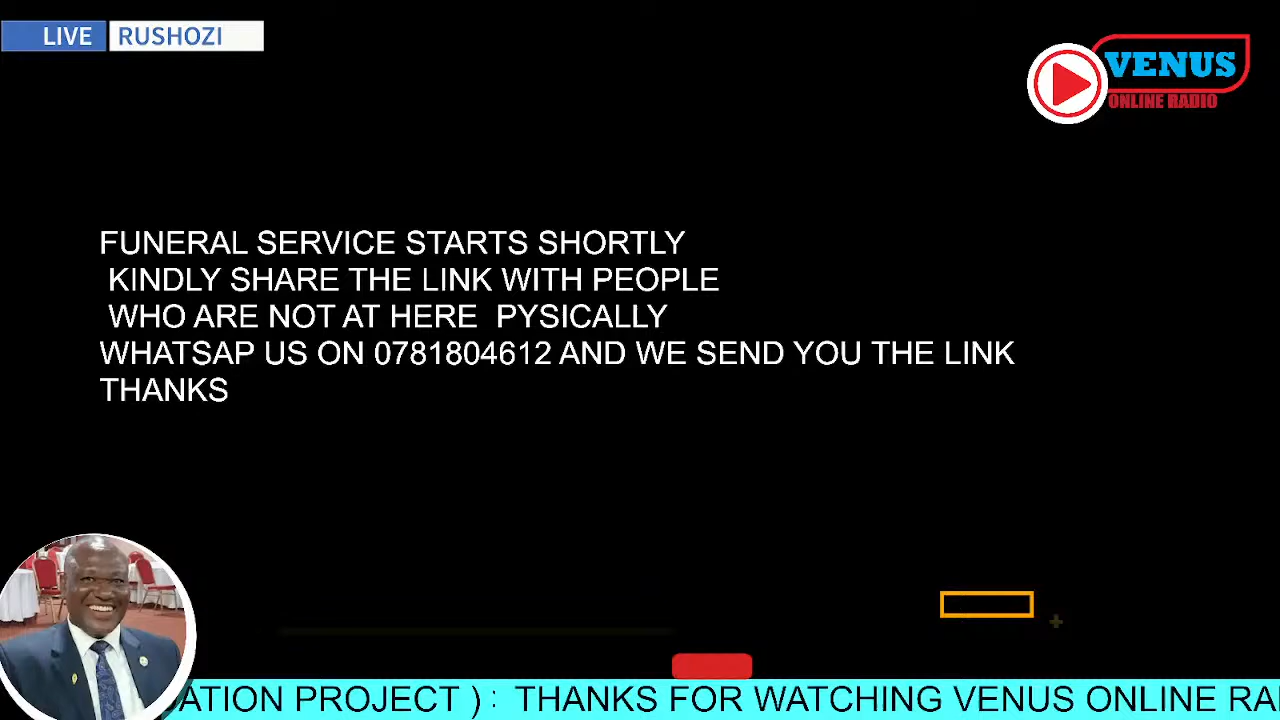 LIVE RUSHOZI
VENUS
ONLINE RADIO
FUNERAL SERVICE STARTS SHORTLY
KINDLY SHARE THE LINK WITH PEOPLE
WHO ARE NOT AT HERE PYSICALLY
WHATSAP US ON 0781804612 AND WE SEND YOU THE LINK
THANKS
ATION PROJECT ) : THANKS FOR WATCHING VENUS ONLINE RA